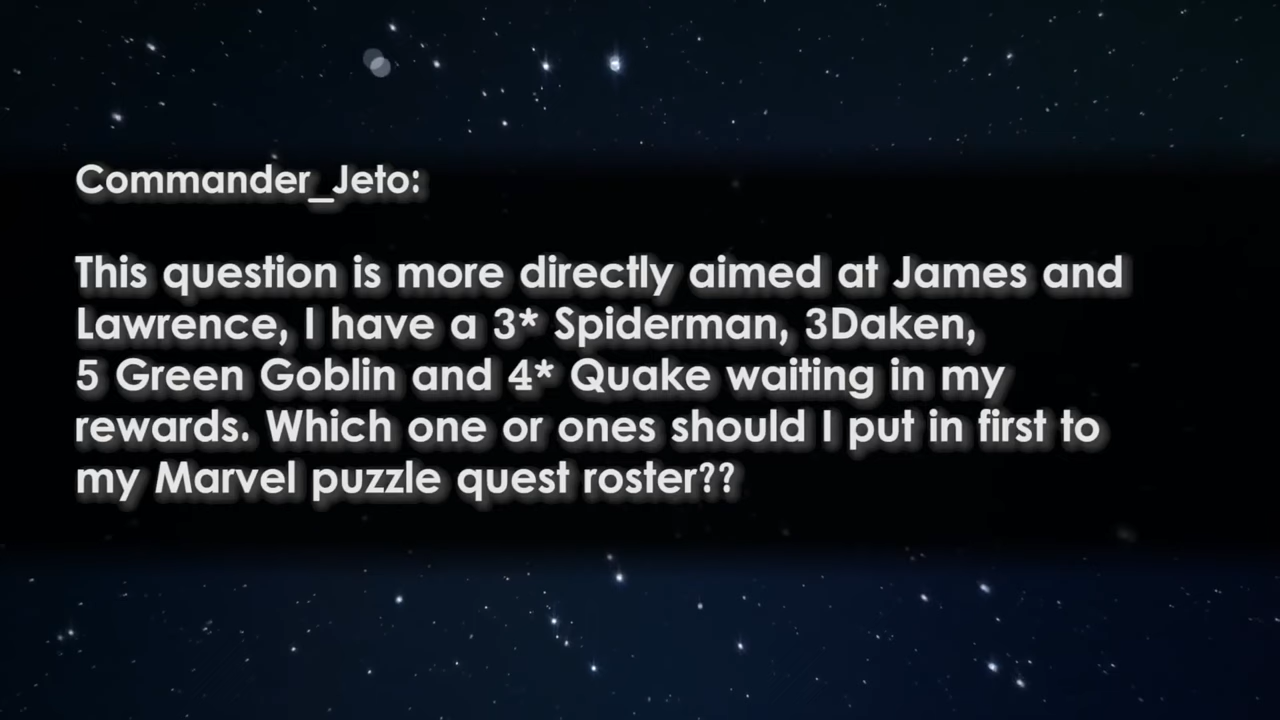 Commander_Jeto:
This question is more directly aimed at James and
Lawrence, I have a 3* Spiderman, 3Daken,
5 Green Goblin and 4* Quake waiting in my
rewards. Which one or ones should I put in first to
my Marvel puzzle quest roster??